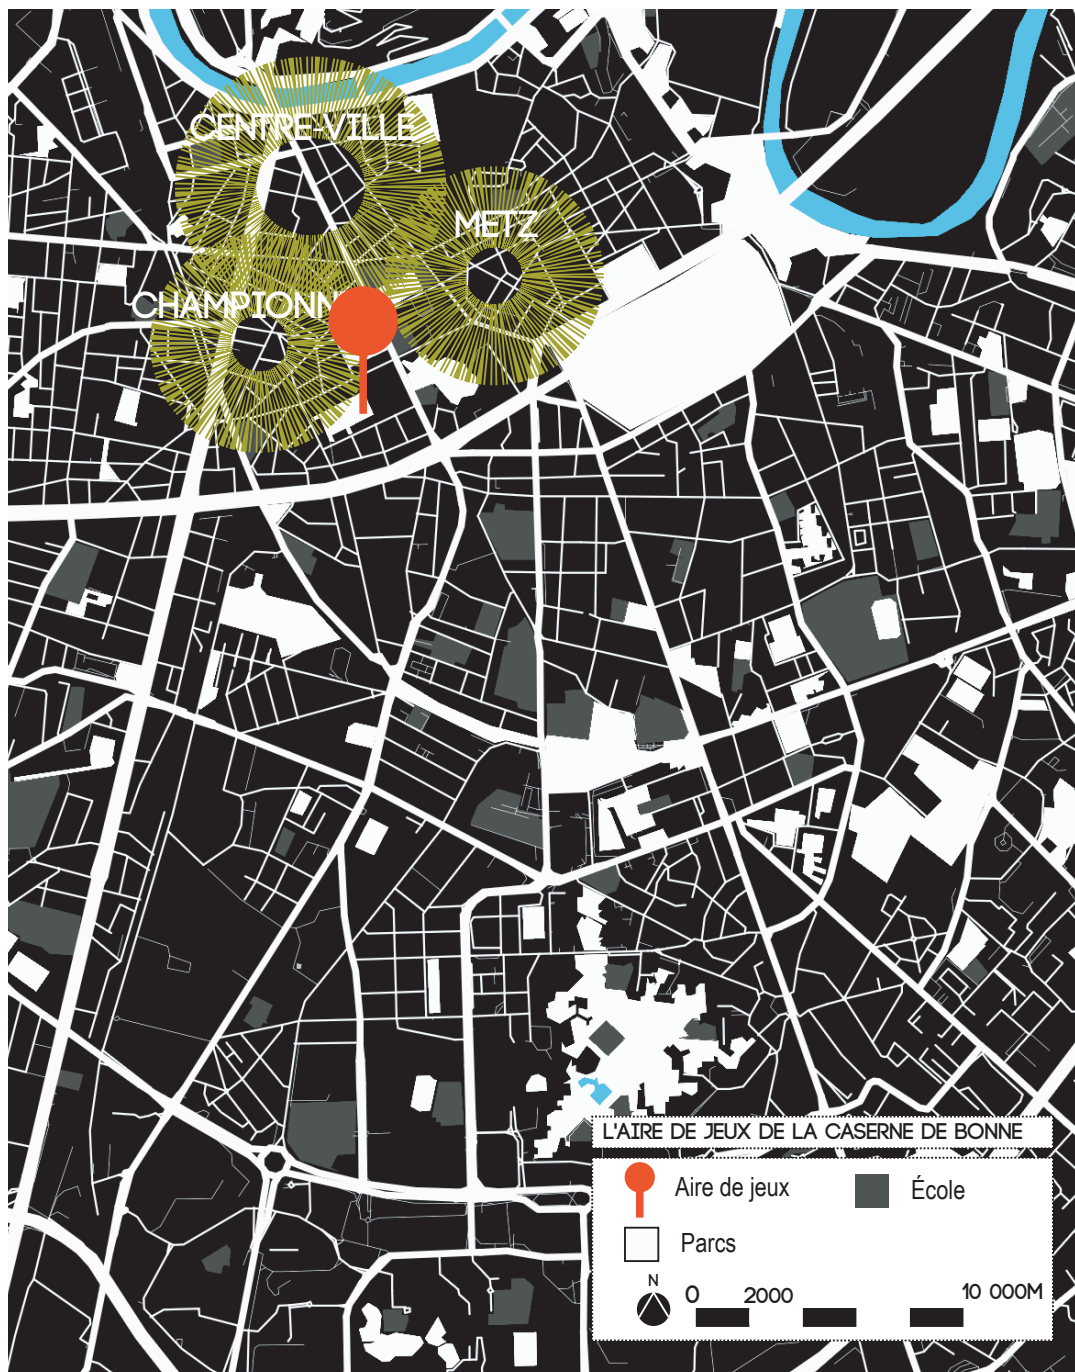 CENTRE-VILLE
METZ
CHAMPIONN
L'AIRE DE JEUX DE LA CASERNE DE BONNE
Aire de jeux
École
Parcs
N
0 2000 10 000M